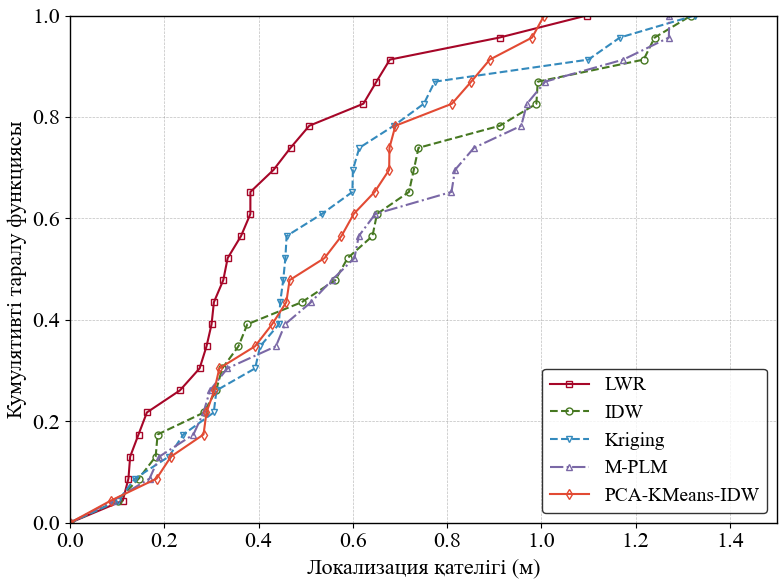 Кумулятивті таралу функциясы
1.0
0.8
0.6
0.4
0.2
0.0
LWR
IDW
Kriging
M-PLM
PCA-KMeans-IDW
0.0 0.2 0.4 0.6 0.8 1.0 1.2 1.4
Локализация қателігі (м)